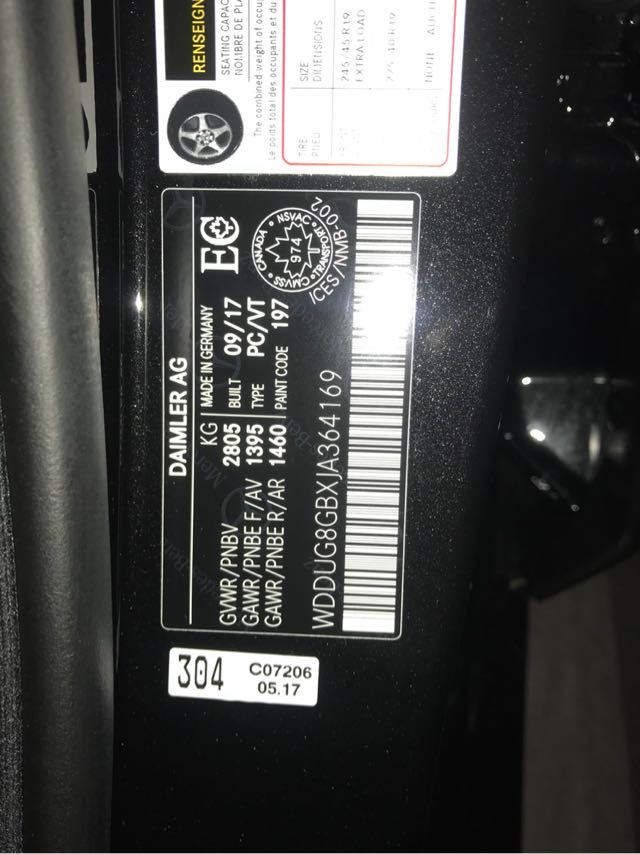 RENSEIGN
SEATING CAPAC
NOMBRE DE PLA
The combined weight of occu
Le poids total des occupants et du
TIRE SIZE
PNEU DIMENSIONS
245/45 R19
EXTRA LOAD
NONE
DAIMLER AG
KG MADE IN GERMANY
GVWR/PNBV 2805 BUILT 09/17
GAWR/PNBE F/AV 1395 TYPE PC/VT
GAWR/PNBE R/AR 1460 PAINT CODE 197
EC
CANADA NSVAC
974
CMVSS TRANSPORT
ICES/NMB-002
WDDUG8GBXJA364169
304 C07206
05.17